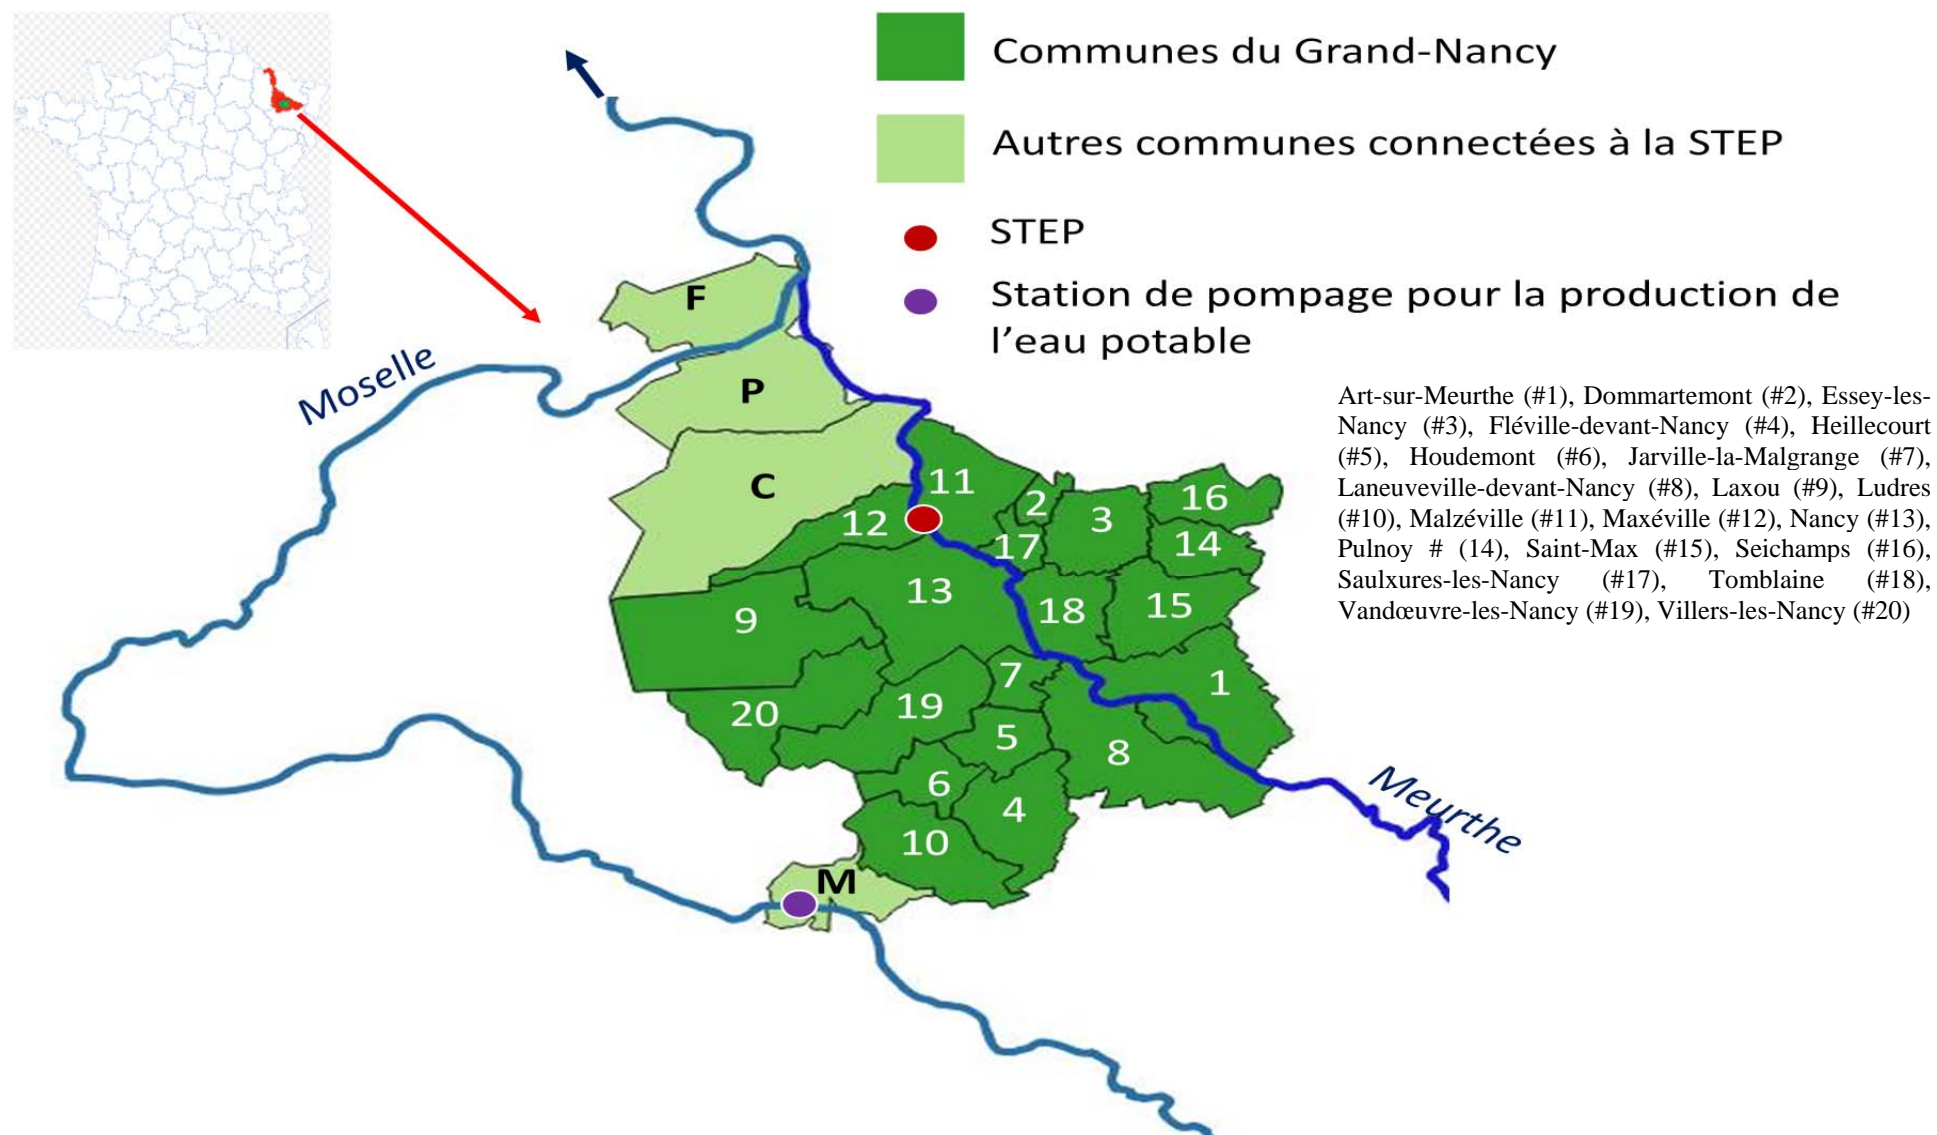 Communes du Grand-Nancy
Autres communes connectées à la STEP
STEP
Station de pompage pour la production de
l'eau potable
Art-sur-Meurthe (#1), Dommartemont (#2), Essey-les-
Nancy (#3), Fléville-devant-Nancy (#4), Heillecourt
(#5), Houdemont (#6), Jarville-la-Malgrange (#7),
Laneuveville-devant-Nancy (#8), Laxou (#9), Ludres
(#10), Malzéville (#11), Maxéville (#12), Nancy (#13),
Pulnoy # (14), Saint-Max (#15), Seichamps (#16),
Saulxures-les-Nancy (#17), Tomblaine (#18),
Vandœuvre-les-Nancy (#19), Villers-les-Nancy (#20)
F
Moselle
P
C
11
2
3
16
12
17
14
13
9
18
15
7
1
20
19
5
8
6
4
10
Meurthe
M